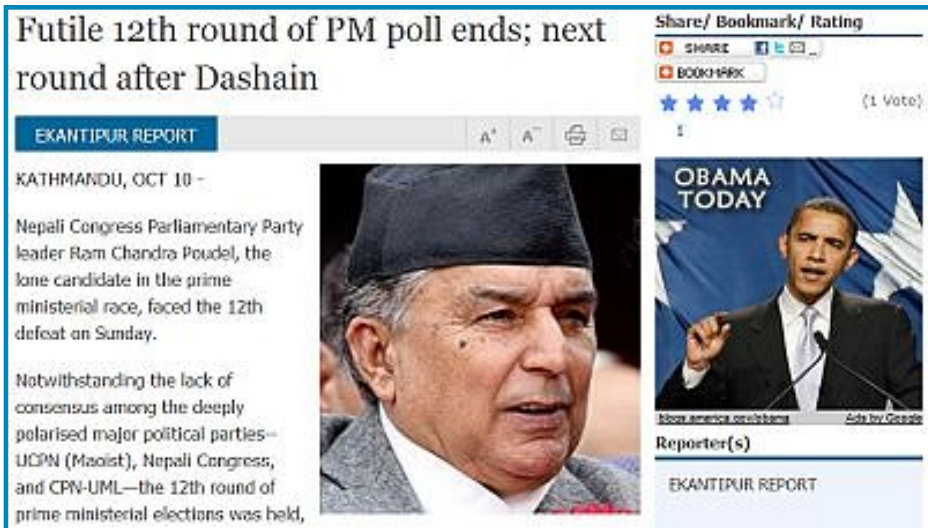 Futile 12th round of PM poll ends; next
round after Dashain
EKANTIPUR REPORT
A+ A-
KATHMANDU, OCT 10 -
Nepali Congress Parliamentary Party
leader Ram Chandra Poudel, the
lone candidate in the prime
ministerial race, faced the 12th
defeat on Sunday.
Notwithstanding the lack of
consensus among the deeply
polarised major political parties--
UCPN (Maoist), Nepali Congress,
and CPN-UML—the 12th round of
prime ministerial elections was held,
Share/ Bookmark/ Rating
SHARE
BOOKMARK
(1 Vote)
1
OBAMA
TODAY
blogs.america.gov/obama Ads by Google
Reporter(s)
EKANTIPUR REPORT